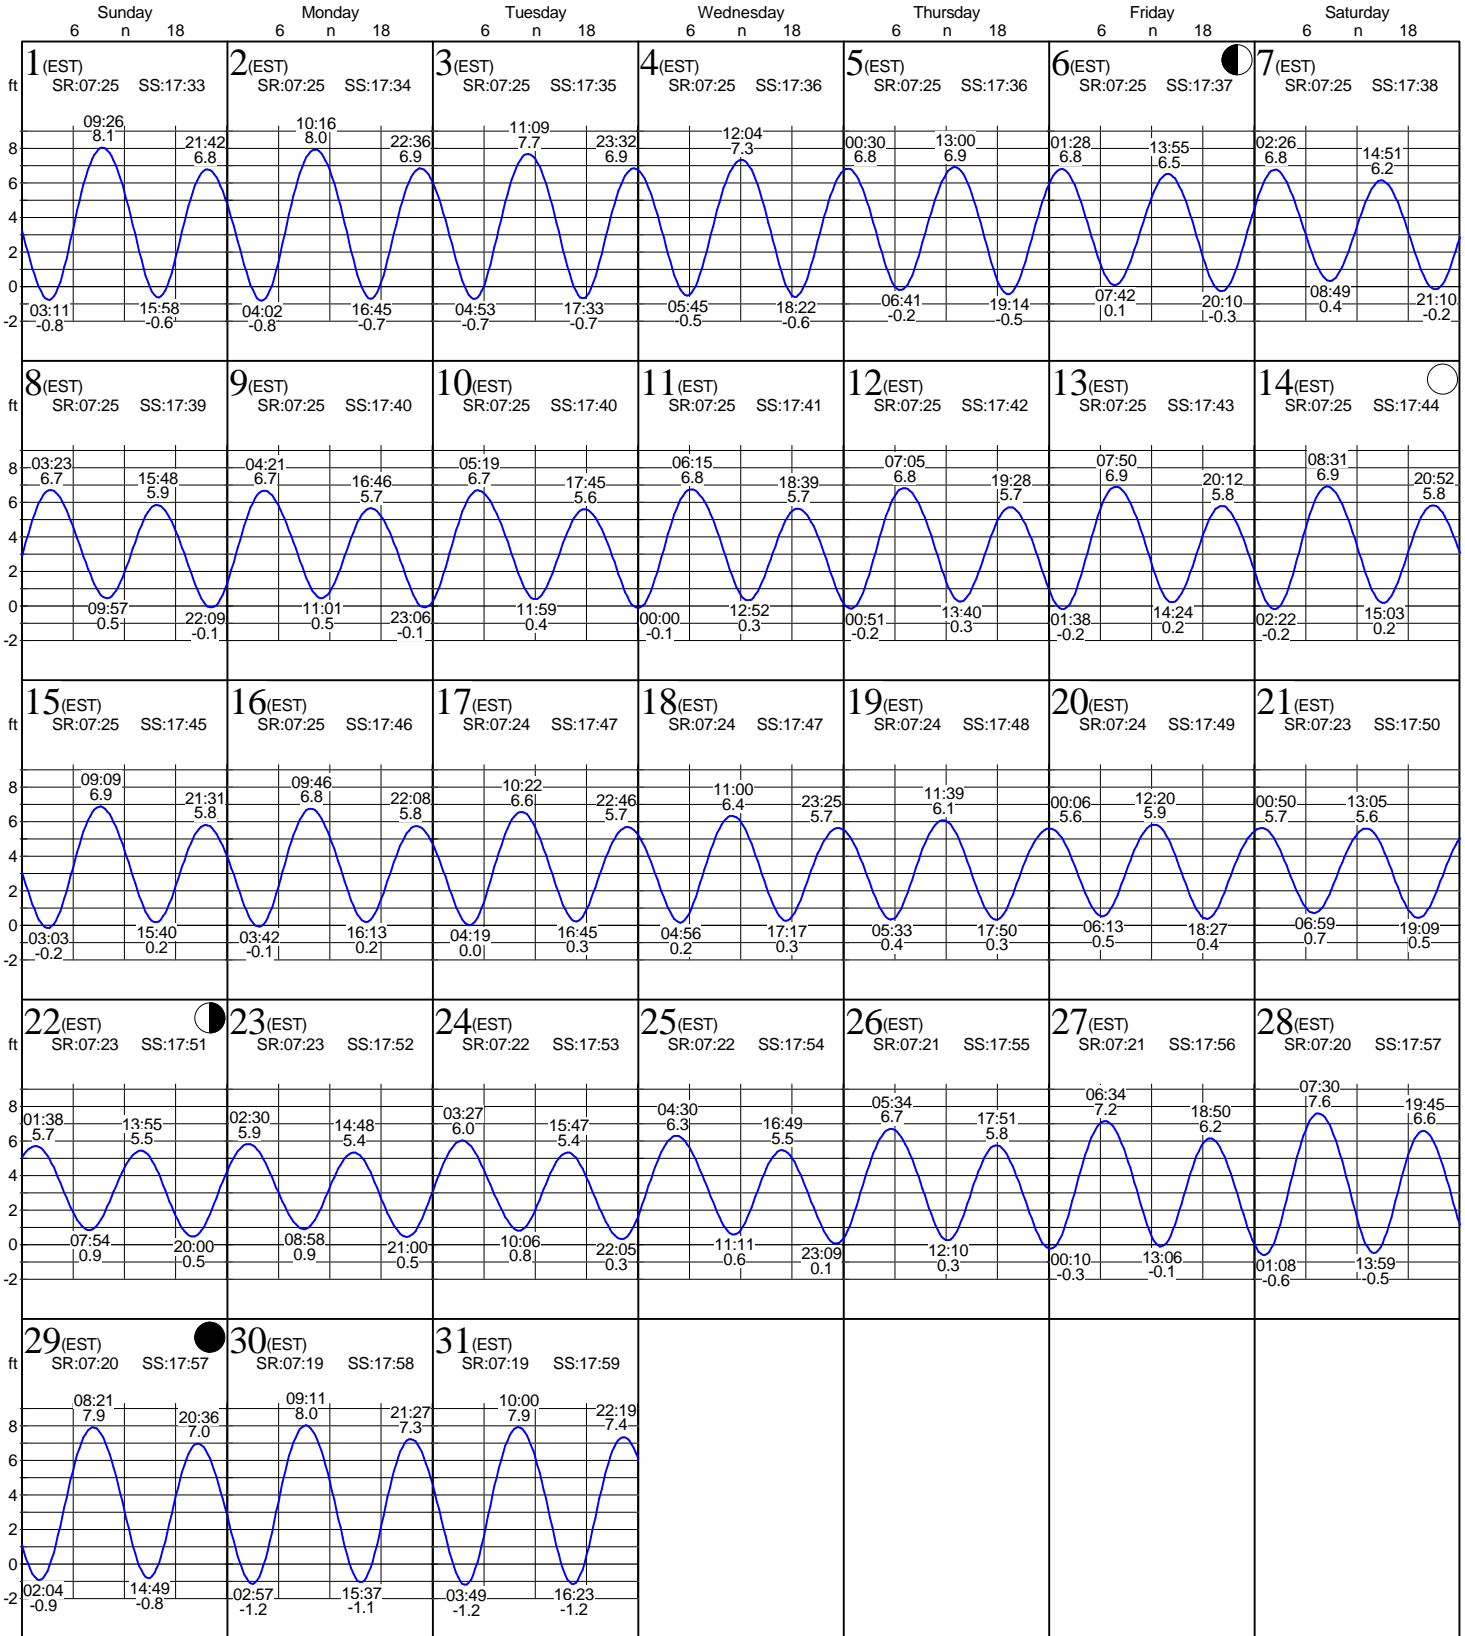 Sunday Monday Tuesday Wednesday Thursday Friday Saturday
6 n 18 6 n 18 6 n 18 6 n 18 6 n 18 6 n 18 6 n 18
1(EST) 2(EST) 3(EST) 4(EST) 5(EST) 6(EST) 7(EST)
ft SR:07:25 SS:17:33 SR:07:25 SS:17:34 SR:07:25 SS:17:35 SR:07:25 SS:17:36 SR:07:25 SS:17:36 SR:07:25 SS:17:37 SR:07:25 SS:17:38
09:26 10:16 11:09 12:04 13:00
8.1 8.0 7.7 7.3 6.9
21:42 22:36 23:32 00:30 01:28 13:55 02:26 14:51
6.8 6.9 6.9 6.8 6.8 6.5 6.8 6.2
8
6
4
2
0
-2
03:11 15:58 04:02 16:45 04:53 17:33 05:45 18:22 06:41 19:14 07:42 20:10 08:49 21:10
-0.8 -0.6 -0.8 -0.7 -0.7 -0.7 -0.5 -0.6 -0.2 -0.5 0.1 -0.3 0.4 -0.2
8(EST) 9(EST) 10(EST) 11(EST) 12(EST) 13(EST) 14(EST)
ft SR:07:25 SS:17:39 SR:07:25 SS:17:40 SR:07:25 SS:17:40 SR:07:25 SS:17:41 SR:07:25 SS:17:42 SR:07:25 SS:17:43 SR:07:25 SS:17:44
03:23 15:48 04:21 16:46 05:19 17:45 06:15 18:39 07:05 19:28 07:50 20:12 08:31 20:52
6.7 5.9 6.7 5.7 6.7 5.6 6.8 5.7 6.8 5.7 6.9 5.8 6.9 5.8
8
6
4
2
0
-2
09:57 22:09 11:01 23:06 11:59 00:00 12:52 00:51 13:40 01:38 14:24 02:22 15:03
0.5 -0.1 0.5 -0.1 0.4 -0.1 0.3 -0.2 0.3 -0.2 0.2 -0.2 0.2
15(EST) 16(EST) 17(EST) 18(EST) 19(EST) 20(EST) 21(EST)
ft SR:07:25 SS:17:45 SR:07:25 SS:17:46 SR:07:24 SS:17:47 SR:07:24 SS:17:47 SR:07:24 SS:17:48 SR:07:24 SS:17:49 SR:07:23 SS:17:50
09:09 21:31 09:46 22:08 10:22 22:46 11:00 23:25 11:39 00:06 12:20 00:50 13:05
6.9 5.8 6.8 5.8 6.6 5.7 6.4 5.7 6.1 5.6 5.9 5.7 5.6
8
6
4
2
0
-2
03:03 15:40 03:42 16:13 04:19 16:45 04:56 17:17 05:33 17:50 06:13 18:27 06:59 19:09
-0.2 0.2 -0.1 0.2 0.0 0.3 0.2 0.3 0.4 0.3 0.5 0.4 0.7 0.5
22(EST) 23(EST) 24(EST) 25(EST) 26(EST) 27(EST) 28(EST)
ft SR:07:23 SS:17:51 SR:07:23 SS:17:52 SR:07:22 SS:17:53 SR:07:22 SS:17:54 SR:07:21 SS:17:55 SR:07:21 SS:17:56 SR:07:20 SS:17:57
01:38 13:55 02:30 14:48 03:27 15:47 04:30 16:49 05:34 17:51 06:34 18:50 07:30 19:45
5.7 5.5 5.9 5.4 6.0 5.4 6.3 5.5 6.7 5.8 7.2 6.2 7.6 6.6
8
6
4
2
0
-2
07:54 20:00 08:58 21:00 10:06 22:05 11:11 23:09 12:10 00:10 13:06 01:08 13:59
0.9 0.5 0.9 0.5 0.8 0.3 0.6 0.1 0.3 -0.3 -0.1 -0.6 -0.5
29(EST) 30(EST) 31(EST)
ft SR:07:20 SS:17:57 SR:07:19 SS:17:58 SR:07:19 SS:17:59
08:21 20:36 09:11 21:27 10:00 22:19
7.9 7.0 8.0 7.3 7.9 7.4
8
6
4
2
0
-2
02:04 14:49 02:57 15:37 03:49 16:23
-0.9 -0.8 -1.2 -1.1 -1.2 -1.2